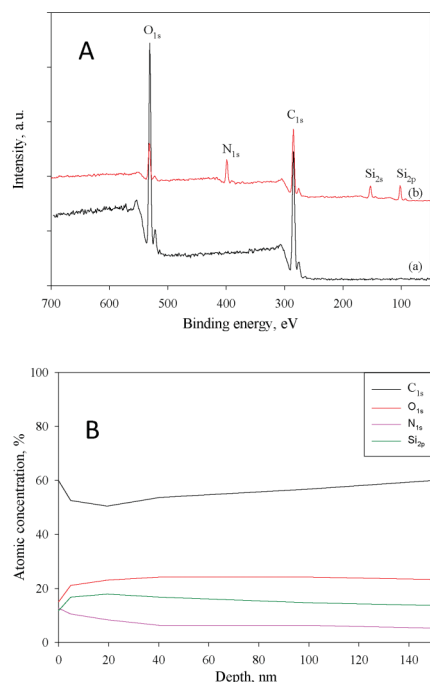 A
O1s
N1s
C1s
Si2s
Si2p
(b)
(a)
Intensity, a.u.
700 600 500 400 300 200 100
Binding energy, eV
B
C1s
O1s
N1s
Si2p
Atomic concentration, %
100
80
60
40
20
0
0 20 40 60 80 100 120 140
Depth, nm